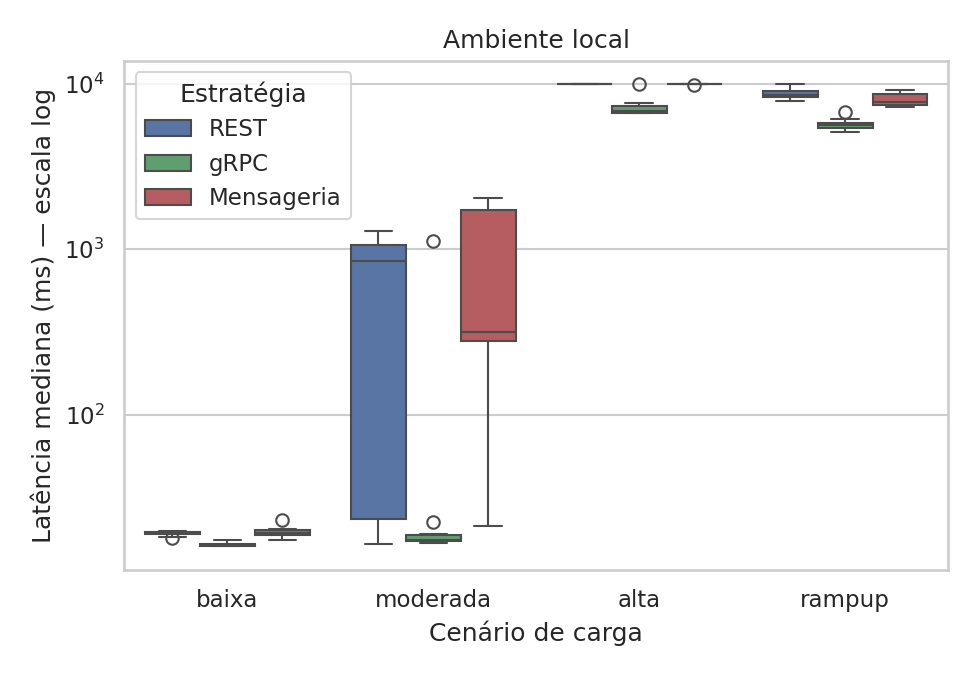 Ambiente local
Estratégia
REST
gRPC
Mensageria
10⁴
10³
10²
Latência mediana (ms) — escala log
baixa moderada alta rampup
Cenário de carga